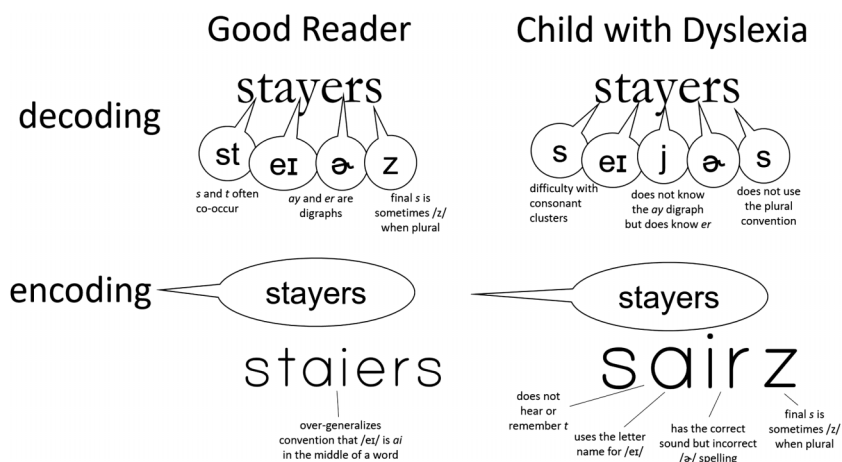 Good Reader
Child with Dyslexia
decoding
stayers
st
eɪ
ɚ
z
s and t often
co-occur
ay and er are
digraphs
final s is
sometimes /z/
when plural
stayers
s
eɪ
j
ɚ
s
difficulty with
consonant
clusters
does not know
the ay digraph
but does know er
does not use
the plural
convention
encoding
stayers
staiers
over-generalizes
convention that /eɪ/ is ai
in the middle of a word
stayers
sairz
does not
hear or
remember t
uses the letter
name for /eɪ/
has the correct
sound but incorrect
/ɚ/ spelling
final s is
sometimes /z/
when plural